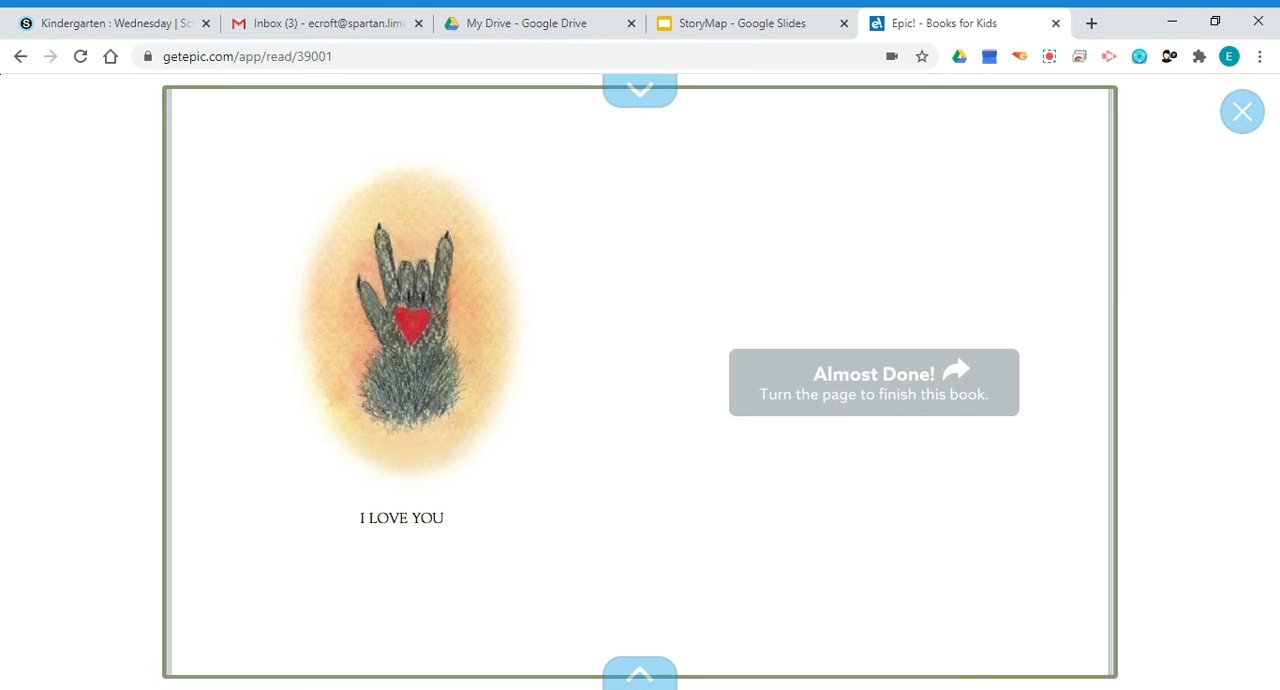 Kindergarten : Wednesday | Sc
Inbox (3) - ecroft@spartan.lima
My Drive - Google Drive
StoryMap - Google Slides
Epic! - Books for Kids
getepic.com/app/read/39001
E
Almost Done!
Turn the page to finish this book.
I LOVE YOU